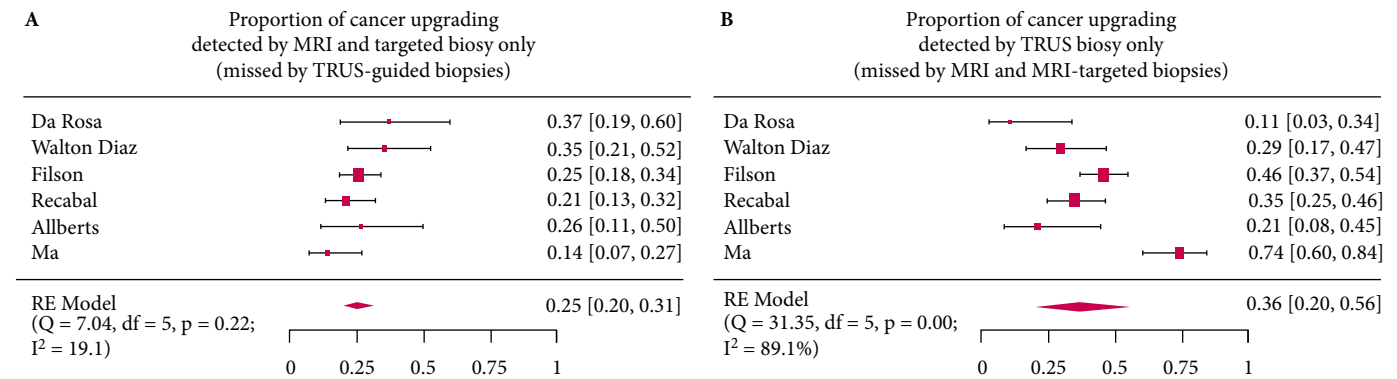 A
Proportion of cancer upgrading
detected by MRI and targeted biosy only
(missed by TRUS-guided biopsies)
Da Rosa 0.37 [0.19, 0.60]
Walton Diaz 0.35 [0.21, 0.52]
Filson 0.25 [0.18, 0.34]
Recabal 0.21 [0.13, 0.32]
Allberts 0.26 [0.11, 0.50]
Ma 0.14 [0.07, 0.27]
RE Model 0.25 [0.20, 0.31]
(Q = 7.04, df = 5, p = 0.22;
I² = 19.1)
0 0.25 0.5 0.75 1
B
Proportion of cancer upgrading
detected by TRUS biosy only
(missed by MRI and MRI-targeted biopsies)
Da Rosa 0.11 [0.03, 0.34]
Walton Diaz 0.29 [0.17, 0.47]
Filson 0.46 [0.37, 0.54]
Recabal 0.35 [0.25, 0.46]
Allberts 0.21 [0.08, 0.45]
Ma 0.74 [0.60, 0.84]
RE Model 0.36 [0.20, 0.56]
(Q = 31.35, df = 5, p = 0.00;
I² = 89.1%)
0 0.25 0.5 0.75 1